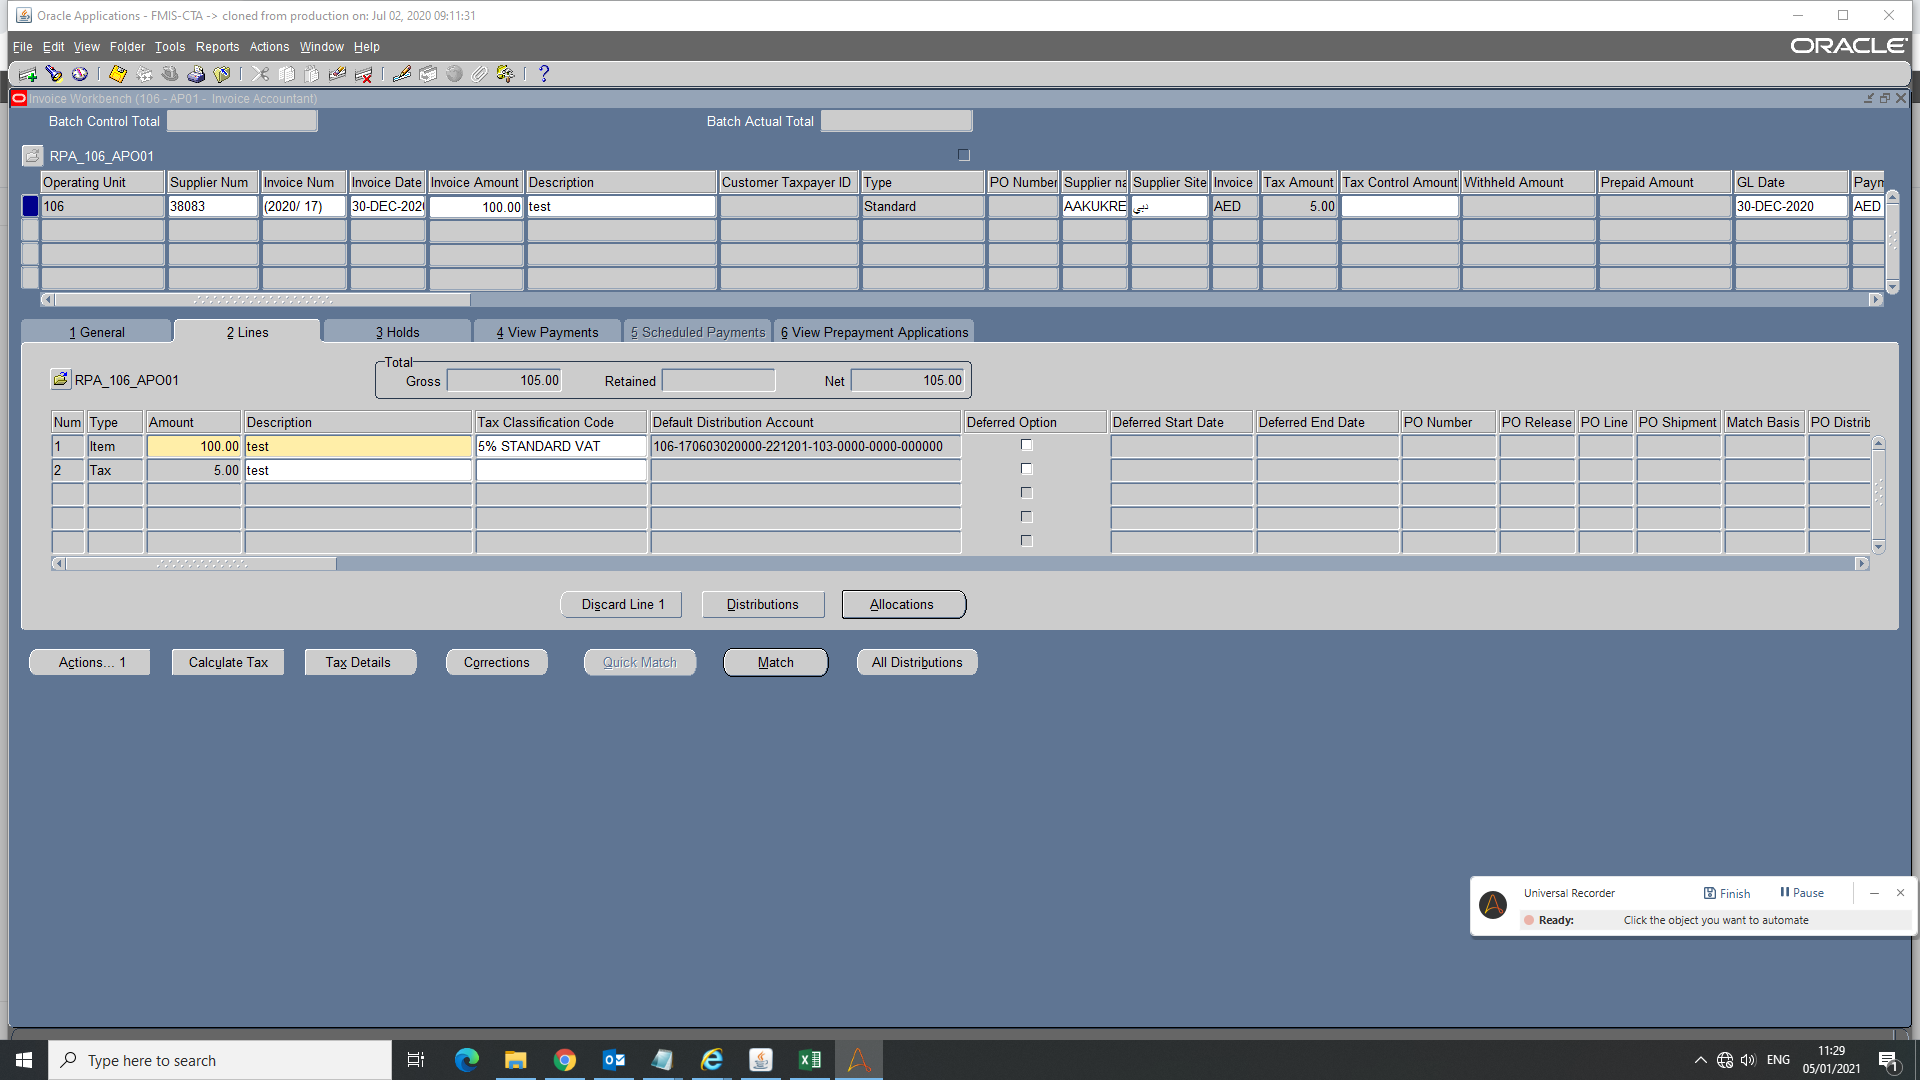 Oracle Applications - FMIS-CTA -> cloned from production on: Jul 02, 2020 09:11:31
File Edit View Folder Tools Reports Actions Window Help
ORACLE
Invoice Workbench (106 - AP01 - Invoice Accountant)
Batch Control Total Batch Actual Total
RPA_106_APO01
Operating Unit Supplier Num Invoice Num Invoice Date Invoice Amount Description Customer Taxpayer ID Type PO Number Supplier na Supplier Site Invoice Tax Amount Tax Control Amount Withheld Amount Prepaid Amount GL Date Paym
106 38083 (2020/ 17) 30-DEC-202 100.00 test Standard AAKUKRE دبي AED 5.00 30-DEC-2020 AED
1 General 2 Lines 3 Holds 4 View Payments 5 Scheduled Payments 6 View Prepayment Applications
Total
RPA_106_APO01 Gross 105.00 Retained Net 105.00
Num Type Amount Description Tax Classification Code Default Distribution Account Deferred Option Deferred Start Date Deferred End Date PO Number PO Release PO Line PO Shipment Match Basis PO Distrib
1 Item 100.00 test 5% STANDARD VAT 106-170603020000-221201-103-0000-0000-000000
2 Tax 5.00 test
Discard Line 1 Distributions Allocations
Actions... 1 Calculate Tax Tax Details Corrections Quick Match Match All Distributions
Universal Recorder Finish Pause
Ready: Click the object you want to automate
Type here to search
ENG
11:29
05/01/2021
1